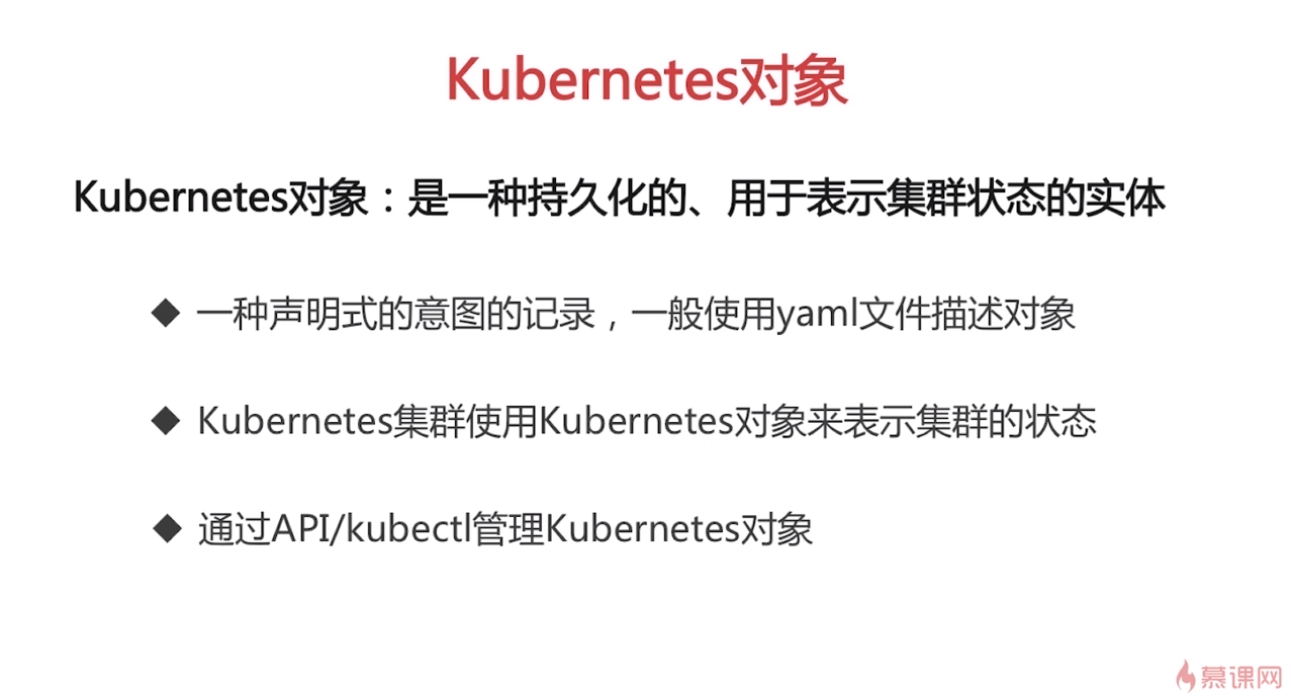 Kubernetes对象
Kubernetes对象：是一种持久化的、用于表示集群状态的实体
◆ 一种声明式的意图的记录，一般使用yaml文件描述对象
◆ Kubernetes集群使用Kubernetes对象来表示集群的状态
◆ 通过API/kubectl管理Kubernetes对象
慕课网